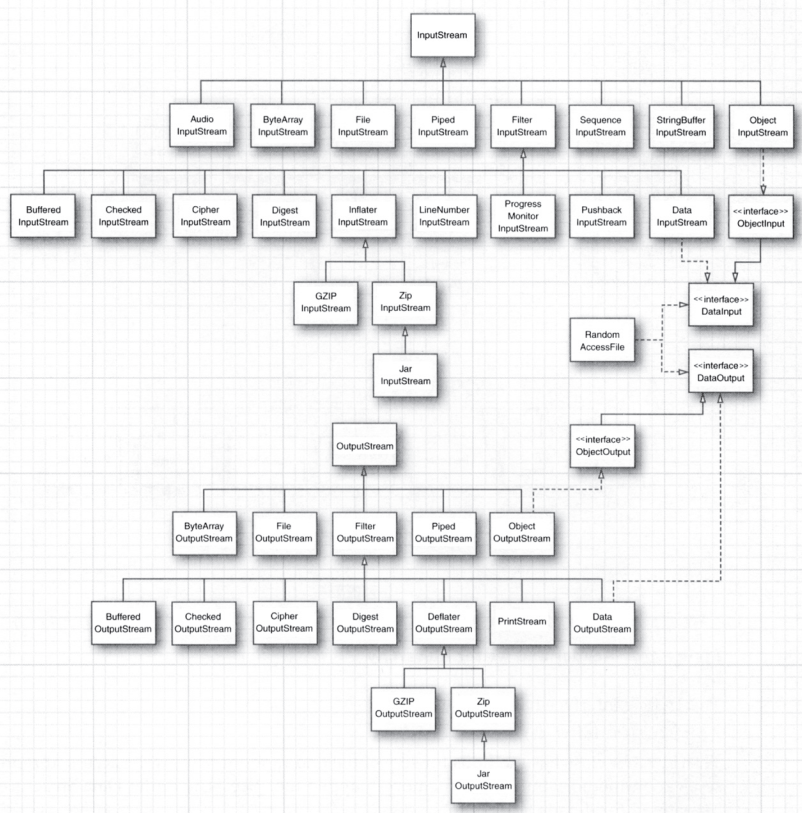 InputStream
Audio
InputStream
ByteArray
InputStream
File
InputStream
Piped
InputStream
Filter
InputStream
Sequence
InputStream
StringBuffer
InputStream
Object
InputStream
Buffered
InputStream
Checked
InputStream
Cipher
InputStream
Digest
InputStream
Inflater
InputStream
LineNumber
InputStream
Progress
Monitor
InputStream
Pushback
InputStream
Data
InputStream
<<interface>>
ObjectInput
GZIP
InputStream
Zip
InputStream
<<interface>>
DataInput
Random
AccessFile
Jar
InputStream
<<interface>>
DataOutput
OutputStream
<<interface>>
ObjectOutput
ByteArray
OutputStream
File
OutputStream
Filter
OutputStream
Piped
OutputStream
Object
OutputStream
Buffered
OutputStream
Checked
OutputStream
Cipher
OutputStream
Digest
OutputStream
Deflater
OutputStream
PrintStream
Data
OutputStream
GZIP
OutputStream
Zip
OutputStream
Jar
OutputStream